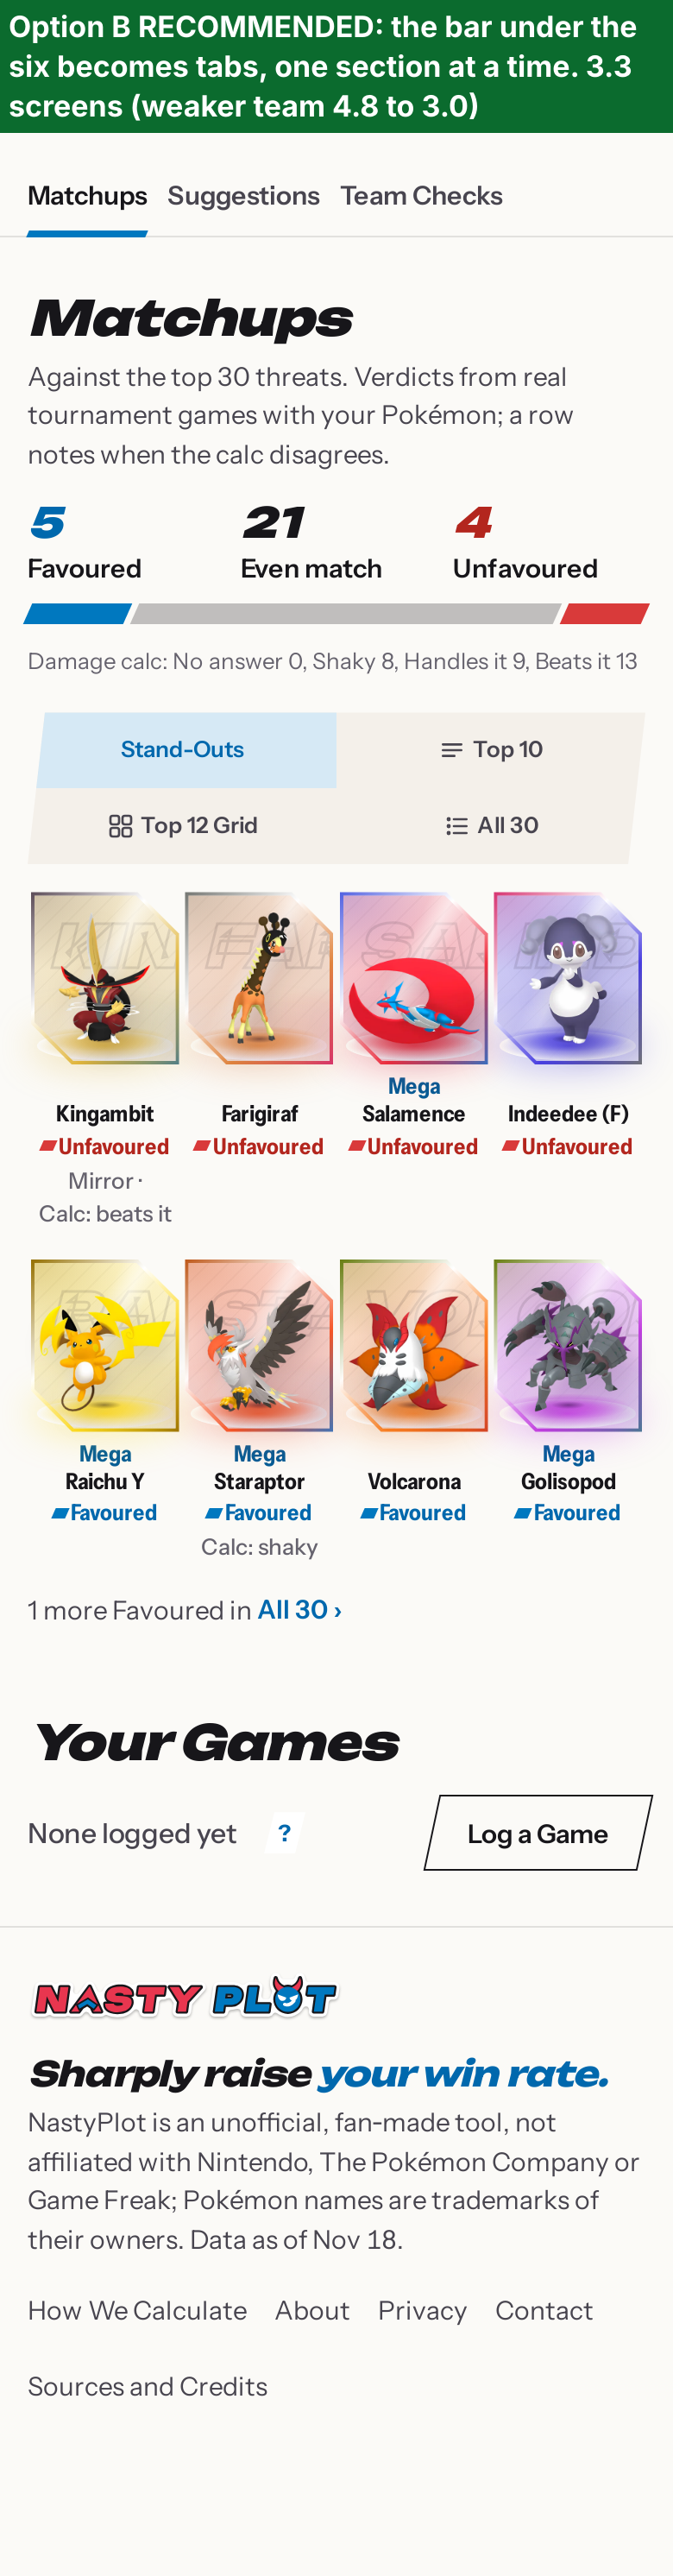 Option B RECOMMENDED: the bar under the
six becomes tabs, one section at a time. 3.3
screens (weaker team 4.8 to 3.0)
Matchups Suggestions Team Checks
Matchups
Against the top 30 threats. Verdicts from real
tournament games with your Pokémon; a row
notes when the calc disagrees.
5 21 4
Favoured Even match Unfavoured
Damage calc: No answer 0, Shaky 8, Handles it 9, Beats it 13
Stand-Outs Top 10
Top 12 Grid All 30
Mega
Kingambit Farigiraf Salamence Indeedee (F)
Unfavoured Unfavoured Unfavoured Unfavoured
Mirror ·
Calc: beats it
Mega Mega Mega
Raichu Y Staraptor Volcarona Golisopod
Favoured Favoured Favoured Favoured
Calc: shaky
1 more Favoured in All 30 ›
Your Games
None logged yet ? Log a Game
NASTY PLOT
Sharply raise your win rate.
NastyPlot is an unofficial, fan-made tool, not
affiliated with Nintendo, The Pokémon Company or
Game Freak; Pokémon names are trademarks of
their owners. Data as of Nov 18.
How We Calculate About Privacy Contact
Sources and Credits